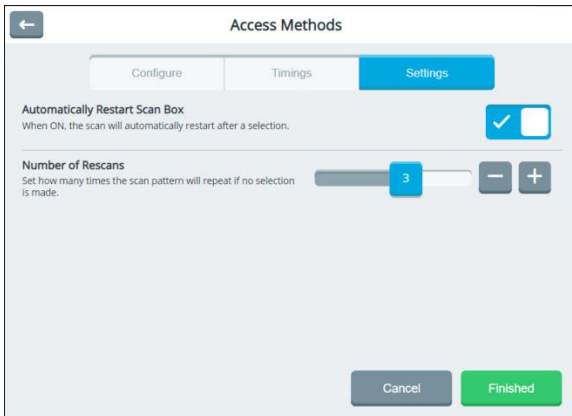 Access Methods
Configure Timings Settings
Automatically Restart Scan Box
When ON, the scan will automatically restart after a selection.
Number of Rescans
Set how many times the scan pattern will repeat if no selection
is made.
3
Cancel Finished